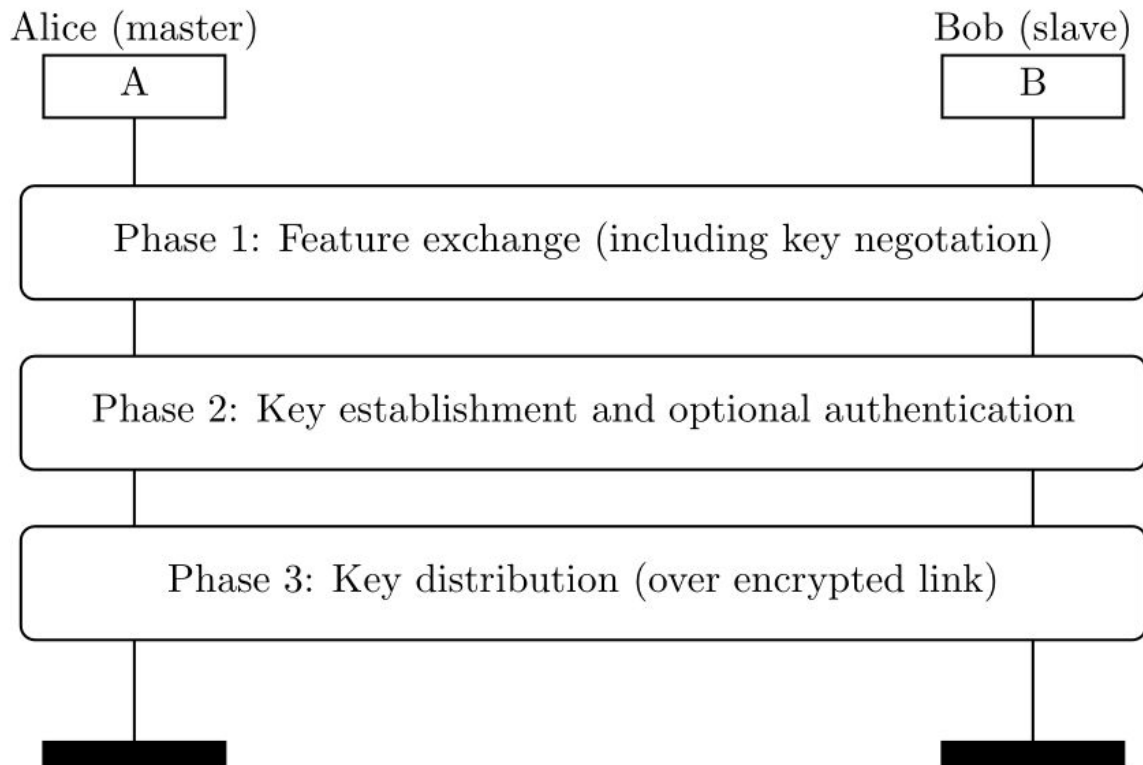 Alice (master)
Bob (slave)
A
B
Phase 1: Feature exchange (including key negotation)
Phase 2: Key establishment and optional authentication
Phase 3: Key distribution (over encrypted link)